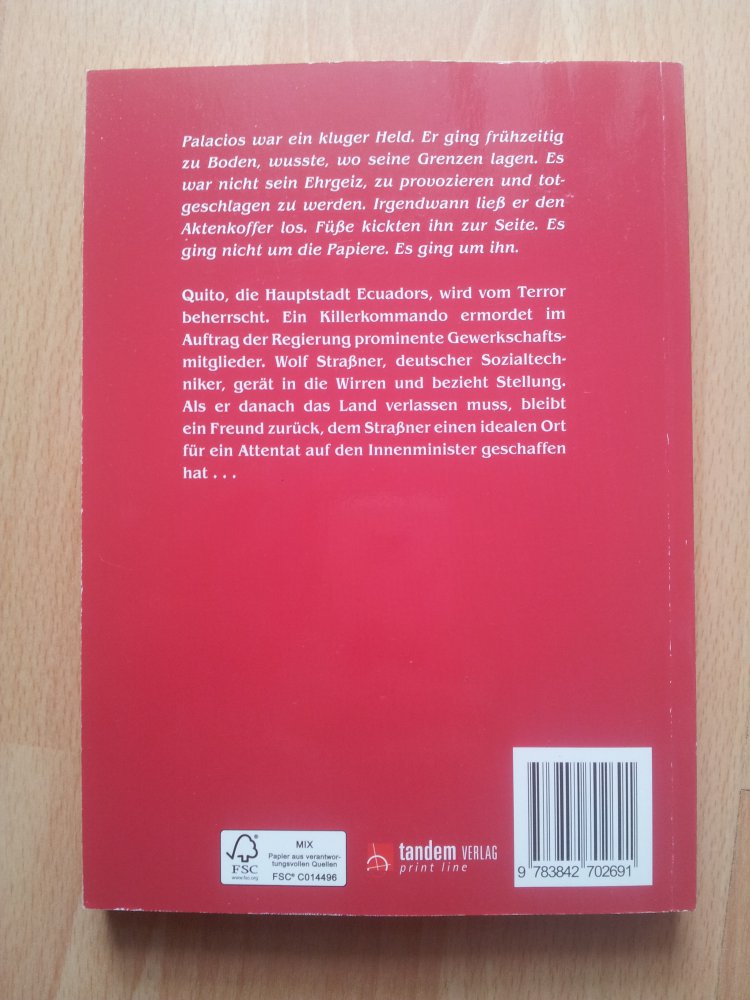 Palacios war ein kluger Held. Er ging frühzeitig
zu Boden, wusste, wo seine Grenzen lagen. Es
war nicht sein Ehrgeiz, zu provozieren und tot-
geschlagen zu werden. Irgendwann ließ er den
Aktenkoffer los. Füße kickten ihn zur Seite. Es
ging nicht um die Papiere. Es ging um ihn.
Quito, die Hauptstadt Ecuadors, wird vom Terror
beherrscht. Ein Killerkommando ermordet im
Auftrag der Regierung prominente Gewerkschafts-
mitglieder. Wolf Straßner, deutscher Sozialtech-
niker, gerät in die Wirren und bezieht Stellung.
Als er danach das Land verlassen muss, bleibt
ein Freund zurück, dem Straßner einen idealen Ort
für ein Attentat auf den Innenminister geschaffen
hat . . .
FSC
www.fsc.org
MIX
Papier aus verantwor-
tungsvollen Quellen
FSC® C014496
tandem VERLAG
print line
9 783842 702691